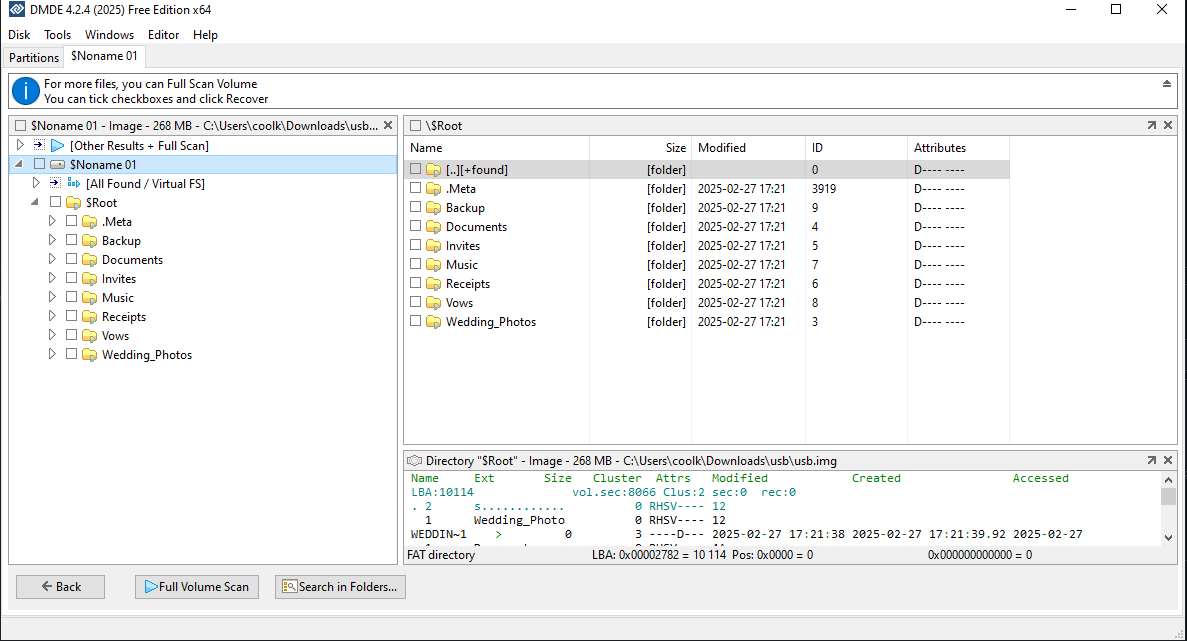 DMDE 4.2.4 (2025) Free Edition x64
Disk Tools Windows Editor Help
Partitions $Noname 01
For more files, you can Full Scan Volume
You can tick checkboxes and click Recover
$Noname 01 - Image - 268 MB - C:\Users\coolk\Downloads\usb...
[Other Results + Full Scan]
$Noname 01
[All Found / Virtual FS]
$Root
.Meta
Backup
Documents
Invites
Music
Receipts
Vows
Wedding_Photos
\$Root
Name Size Modified ID Attributes
[..][+found] [folder] 0 D---- ----
.Meta [folder] 2025-02-27 17:21 3919 D---- ----
Backup [folder] 2025-02-27 17:21 9 D---- ----
Documents [folder] 2025-02-27 17:21 4 D---- ----
Invites [folder] 2025-02-27 17:21 5 D---- ----
Music [folder] 2025-02-27 17:21 7 D---- ----
Receipts [folder] 2025-02-27 17:21 6 D---- ----
Vows [folder] 2025-02-27 17:21 8 D---- ----
Wedding_Photos [folder] 2025-02-27 17:21 3 D---- ----
Directory "$Root" - Image - 268 MB - C:\Users\coolk\Downloads\usb\usb.img
Name Ext Size Cluster Attrs Modified Created Accessed
LBA:10114 vol.sec:8066 Clus:2 sec:0 rec:0
. 2 s............ 0 RHSV---- 12
1 Wedding_Photo 0 RHSV---- 12
WEDDIN~1 > 0 3 ----D--- 2025-02-27 17:21:38 2025-02-27 17:21:39.92 2025-02-27
FAT directory LBA: 0x00002782 = 10 114 Pos: 0x0000 = 0 0x000000000000 = 0
← Back Full Volume Scan Search in Folders...